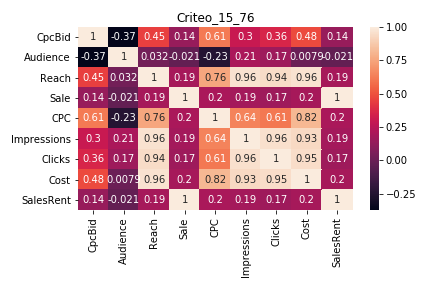 Criteo_15_76
CpcBid 1 -0.37 0.45 0.14 0.61 0.3 0.36 0.48 0.14
Audience -0.37 1 0.032 -0.021 -0.23 0.21 0.17 0.0079 -0.021
Reach 0.45 0.032 1 0.19 0.76 0.96 0.94 0.96 0.19
Sale 0.14 -0.021 0.19 1 0.2 0.19 0.17 0.2 1
CPC 0.61 -0.23 0.76 0.2 1 0.64 0.61 0.82 0.2
Impressions 0.3 0.21 0.96 0.19 0.64 1 0.96 0.93 0.19
Clicks 0.36 0.17 0.94 0.17 0.61 0.96 1 0.95 0.17
Cost 0.48 0.0079 0.96 0.2 0.82 0.93 0.95 1 0.2
SalesRent 0.14 -0.021 0.19 1 0.2 0.19 0.17 0.2 1
CpcBid Audience Reach Sale CPC Impressions Clicks Cost SalesRent
1.00
0.75
0.50
0.25
0.00
−0.25